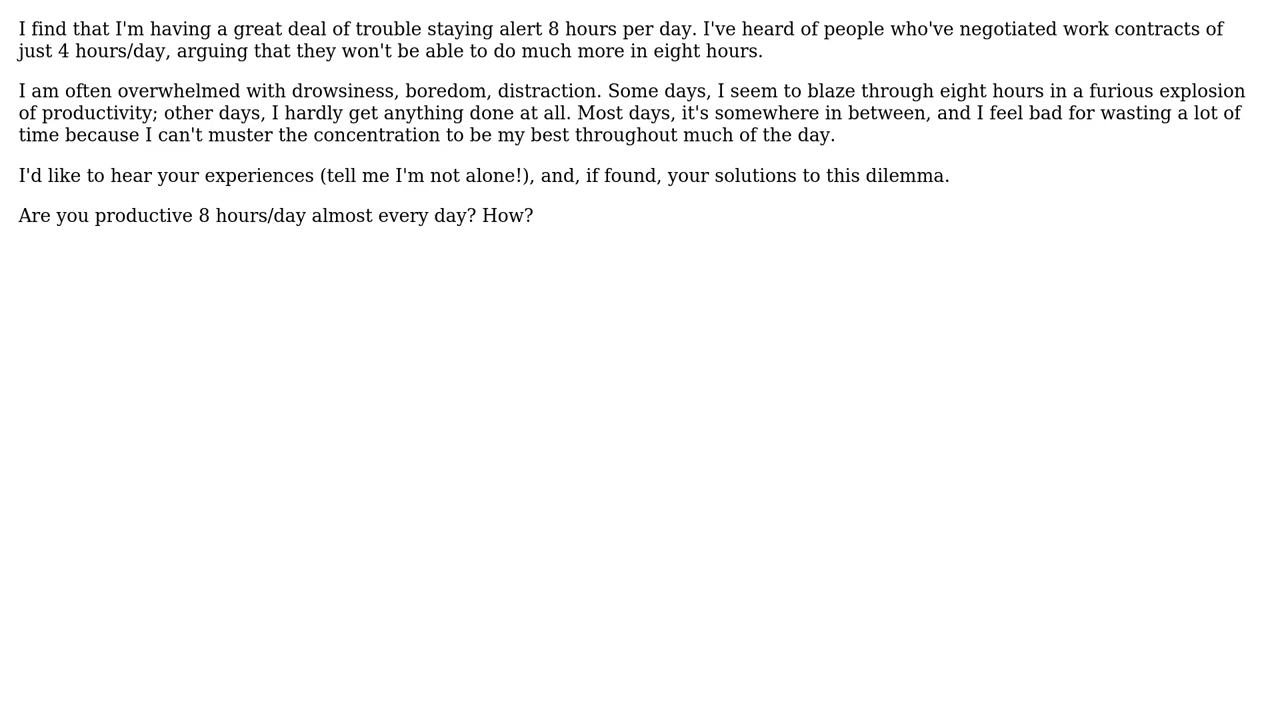 I find that I'm having a great deal of trouble staying alert 8 hours per day. I've heard of people who've negotiated work contracts of
just 4 hours/day, arguing that they won't be able to do much more in eight hours.
I am often overwhelmed with drowsiness, boredom, distraction. Some days, I seem to blaze through eight hours in a furious explosion
of productivity; other days, I hardly get anything done at all. Most days, it's somewhere in between, and I feel bad for wasting a lot of
time because I can't muster the concentration to be my best throughout much of the day.
I'd like to hear your experiences (tell me I'm not alone!), and, if found, your solutions to this dilemma.
Are you productive 8 hours/day almost every day? How?